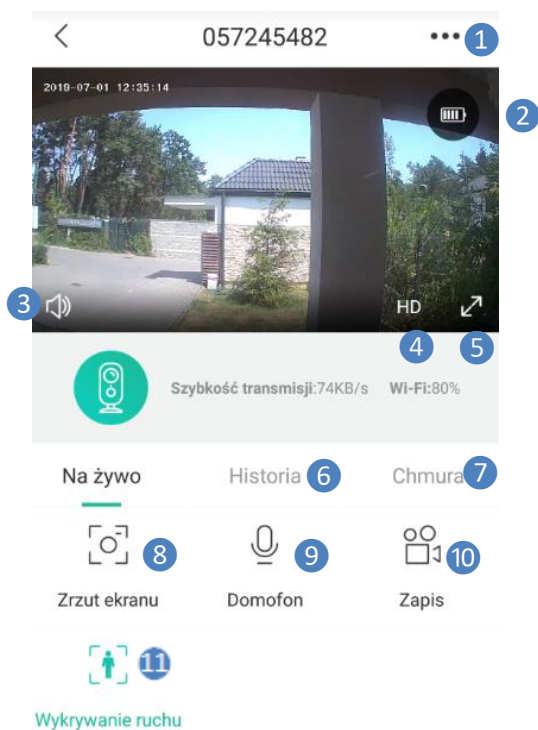 057245482
1
2019-07-01 12:35:14
2
3
HD
4
5
Szybkość transmisji:74KB/s Wi-Fi:80%
Na żywo Historia 6 Chmura 7
8 9 10
Zrzut ekranu Domofon Zapis
11
Wykrywanie ruchu